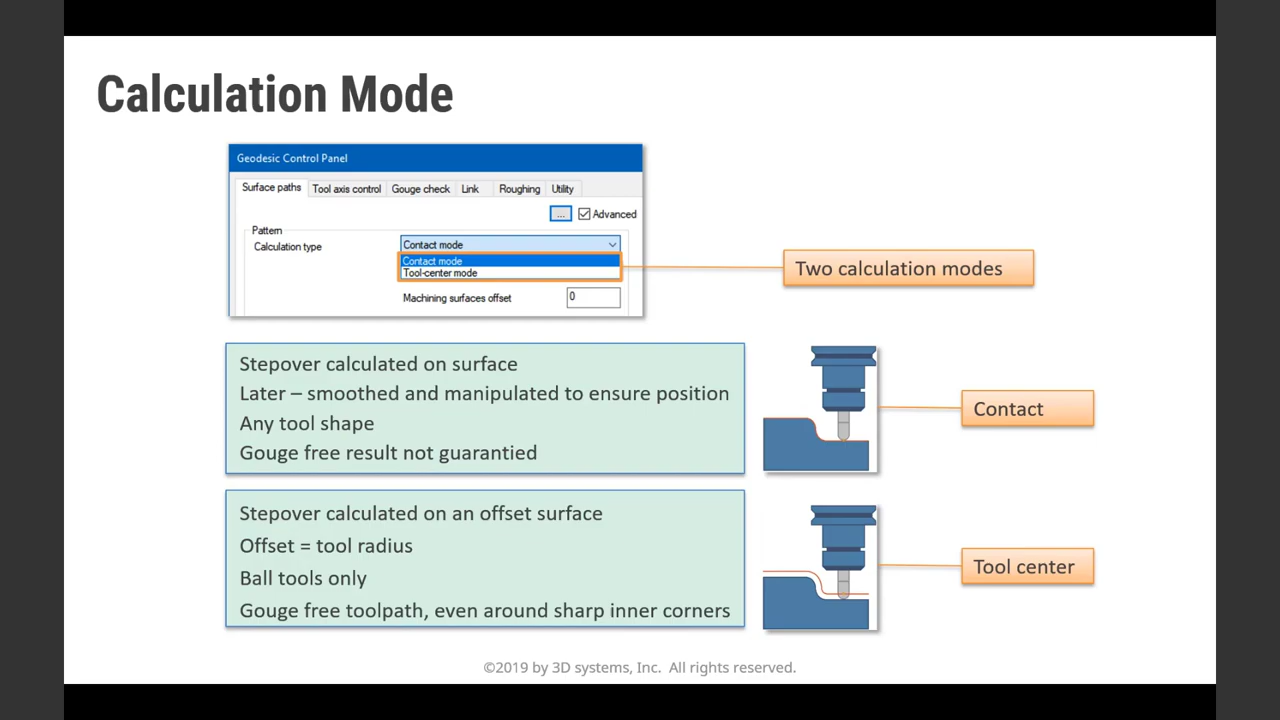 Calculation Mode
Geodesic Control Panel
Surface paths Tool axis control Gouge check Link Roughing Utility
... Advanced
Pattern
Calculation type Contact mode
Contact mode
Tool-center mode
Machining surfaces offset 0
Two calculation modes
Stepover calculated on surface
Later – smoothed and manipulated to ensure position
Any tool shape
Gouge free result not guarantied
Contact
Stepover calculated on an offset surface
Offset = tool radius
Ball tools only
Gouge free toolpath, even around sharp inner corners
Tool center
©2019 by 3D systems, Inc. All rights reserved.